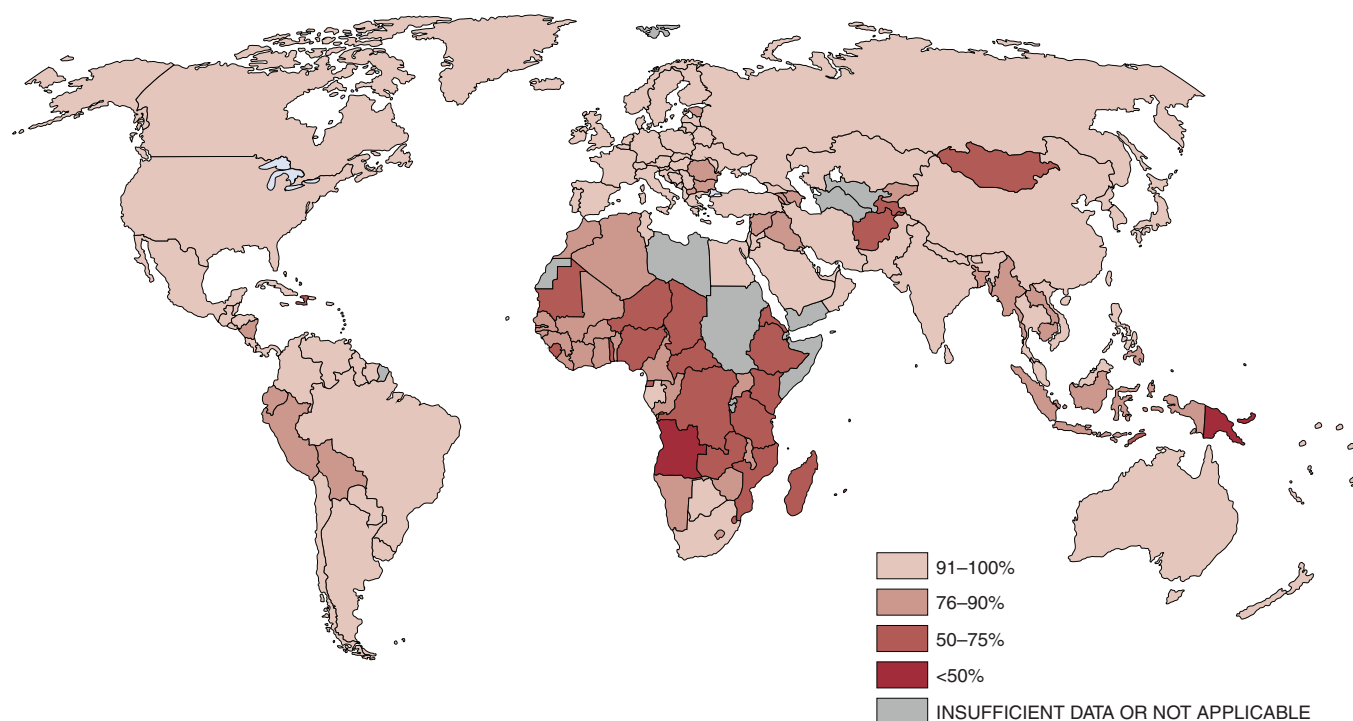 91–100%
76–90%
50–75%
<50%
INSUFFICIENT DATA OR NOT APPLICABLE